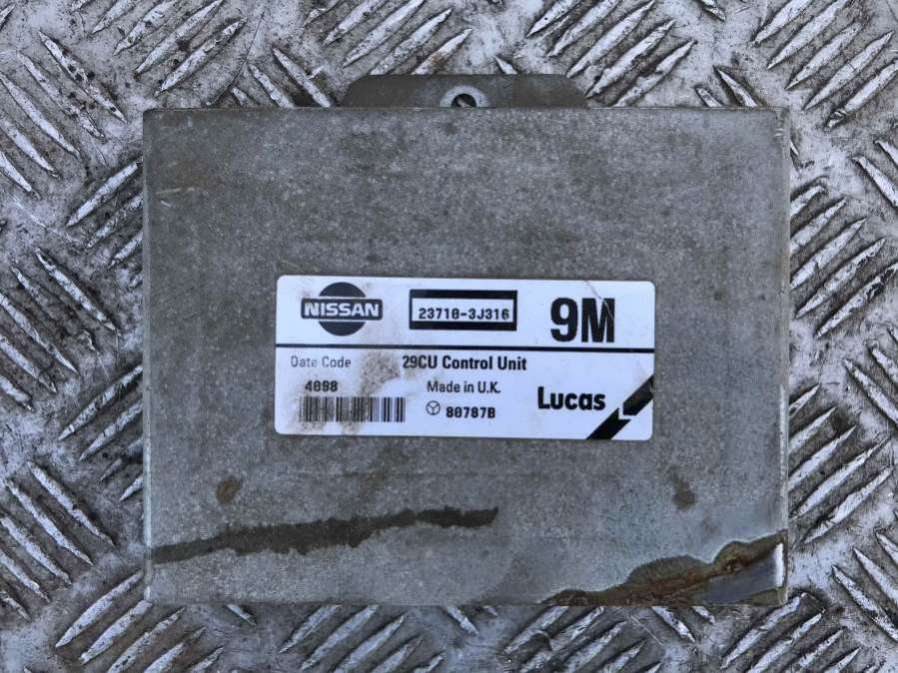 NISSAN
23710-3J316
9M
Date Code
29CU Control Unit
4098
Made in U.K.
80787B
Lucas